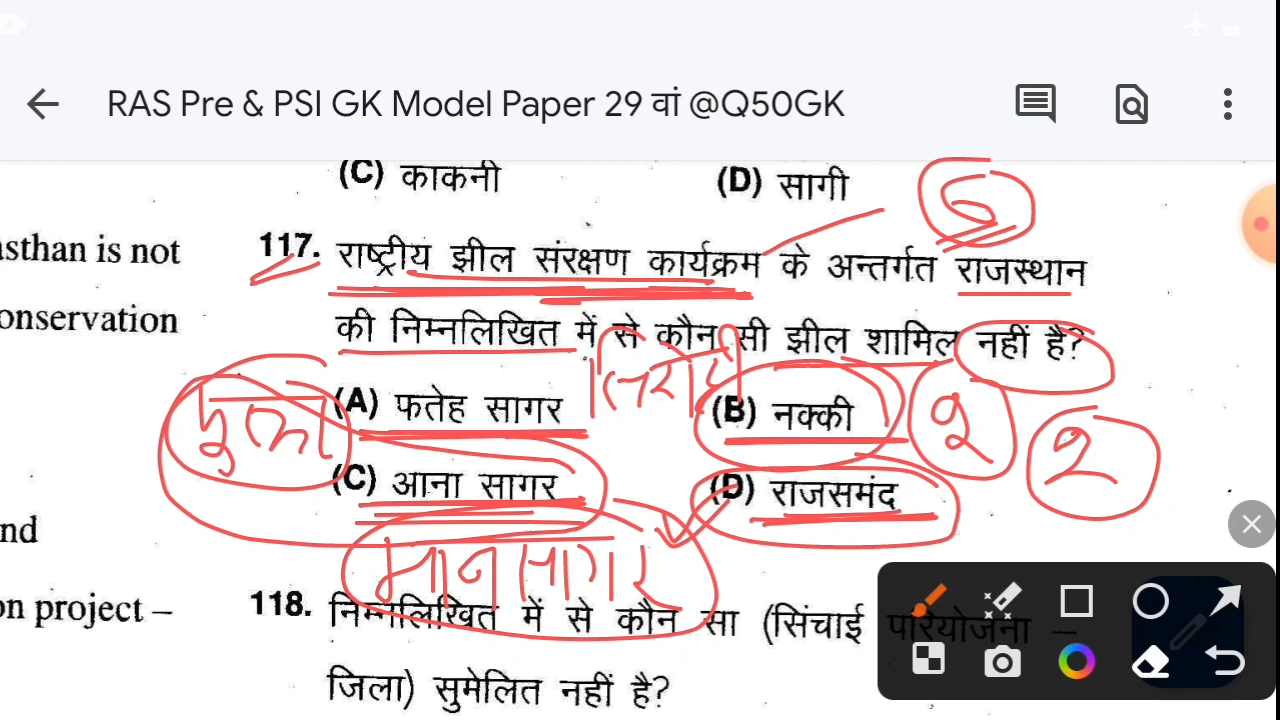 RAS Pre & PSI GK Model Paper 29 वां @Q50GK
(C) काकनी (D) सागी
asthan is not
117. राष्ट्रीय झील संरक्षण कार्यक्रम के अन्तर्गत राजस्थान
onservation
की निम्नलिखित में से कौन सी झील शामिल नहीं है?
(A) फतेह सागर (B) नक्की
(C) आना सागर (D) राजसमंद
nd
मान सागर
on project –
118. निम्नलिखित में से कौन सा (सिंचाई परियोजना –
जिला) सुमेलित नहीं है?